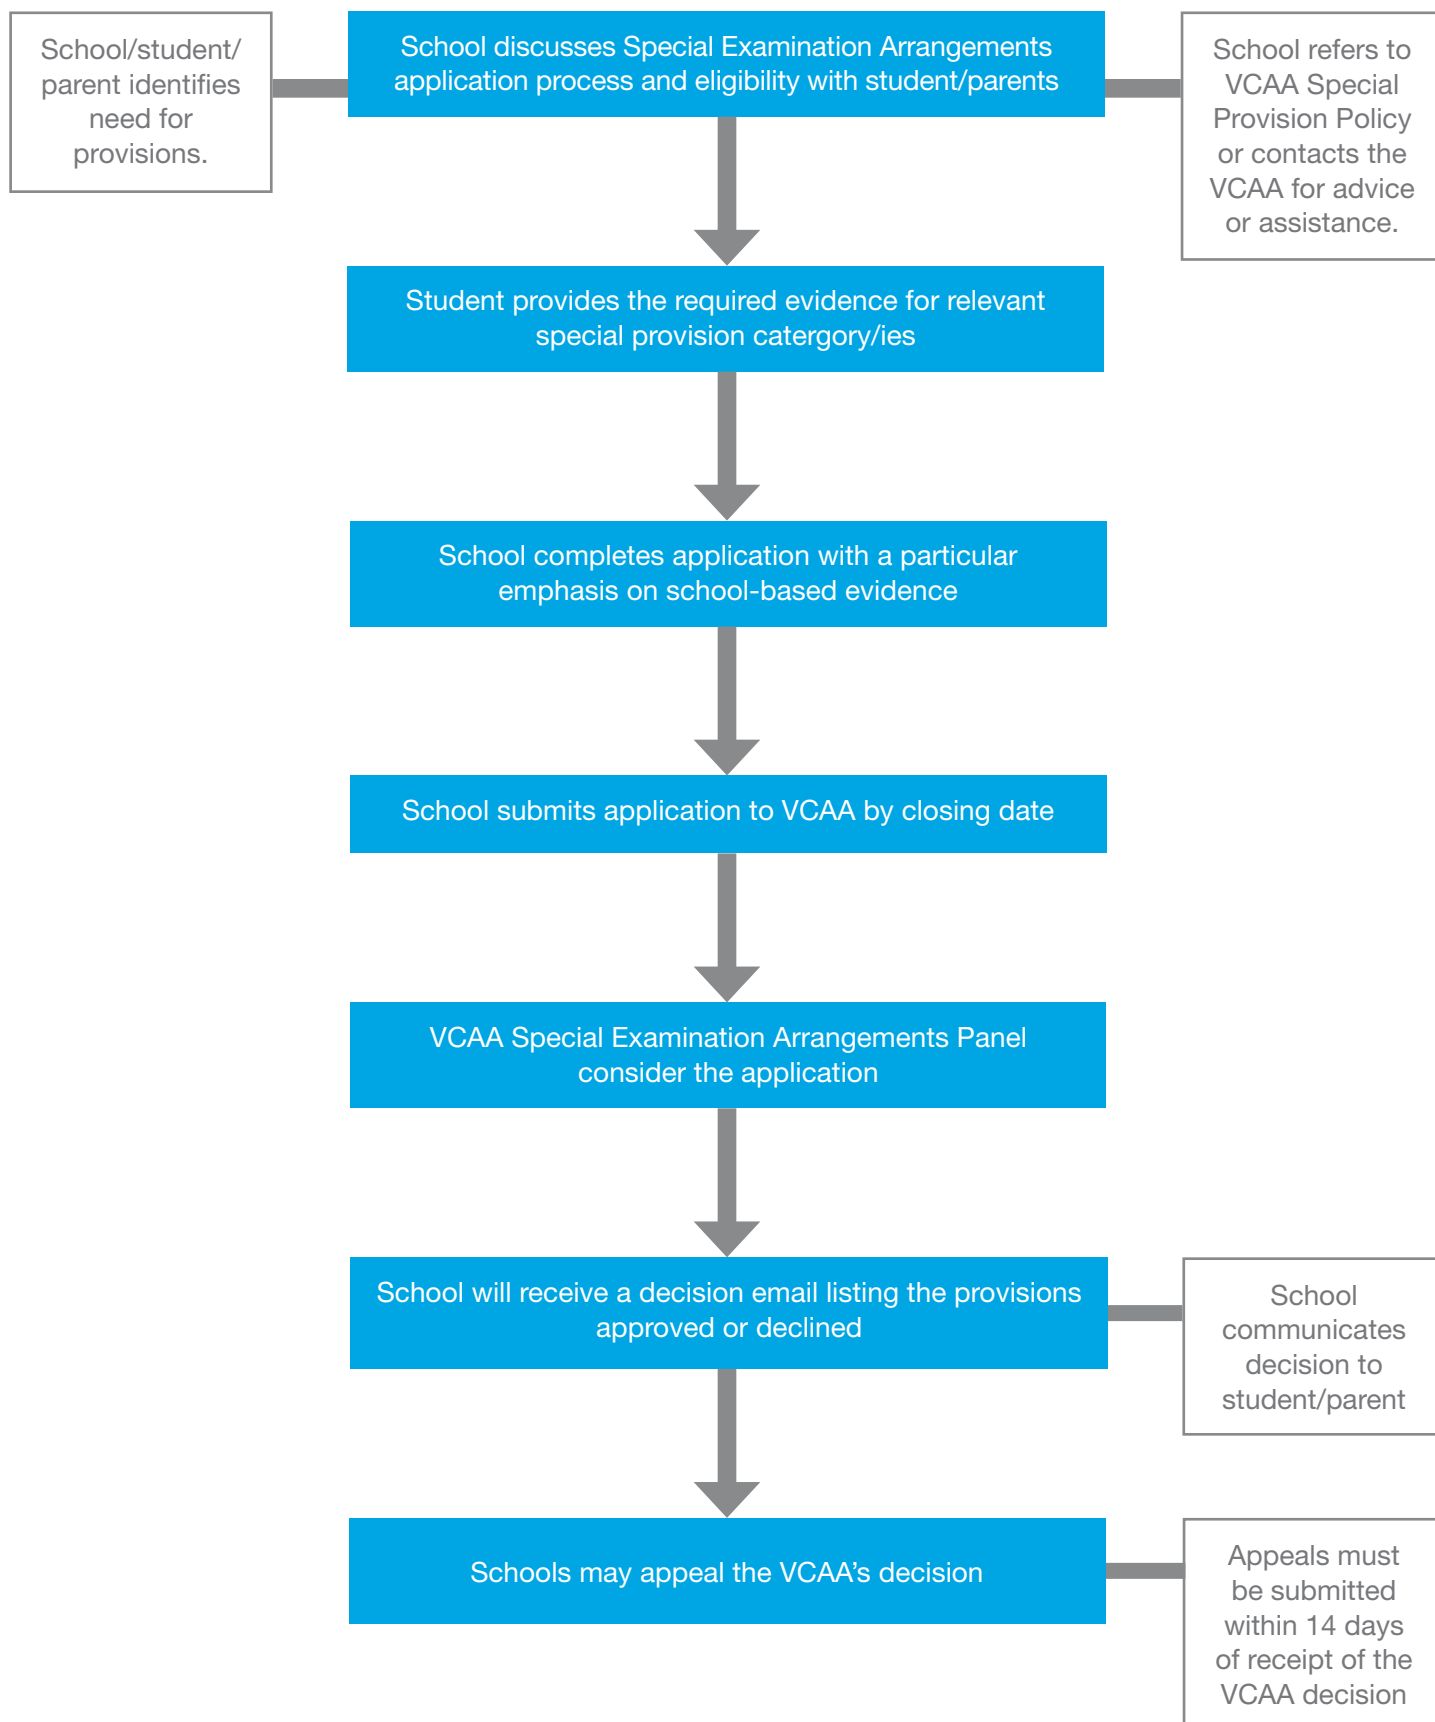 School/student/
parent identifies
need for
provisions.
School discusses Special Examination Arrangements
application process and eligibility with student/parents
School refers to
VCAA Special
Provision Policy
or contacts the
VCAA for advice
or assistance.
Student provides the required evidence for relevant
special provision catergory/ies
School completes application with a particular
emphasis on school-based evidence
School submits application to VCAA by closing date
VCAA Special Examination Arrangements Panel
consider the application
School will receive a decision email listing the provisions
approved or declined
School
communicates
decision to
student/parent
Schools may appeal the VCAA’s decision
Appeals must
be submitted
within 14 days
of receipt of the
VCAA decision